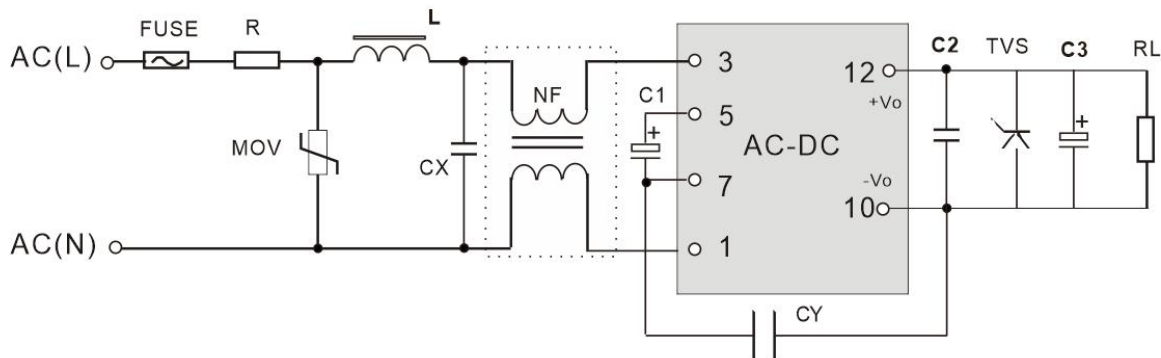 FUSE
R
L
AC(L)
MOV
CX
NF
C1
+
3
5
7
1
AC-DC
12
+Vo
-Vo
10
C2
TVS
C3
+
RL
AC(N)
CY